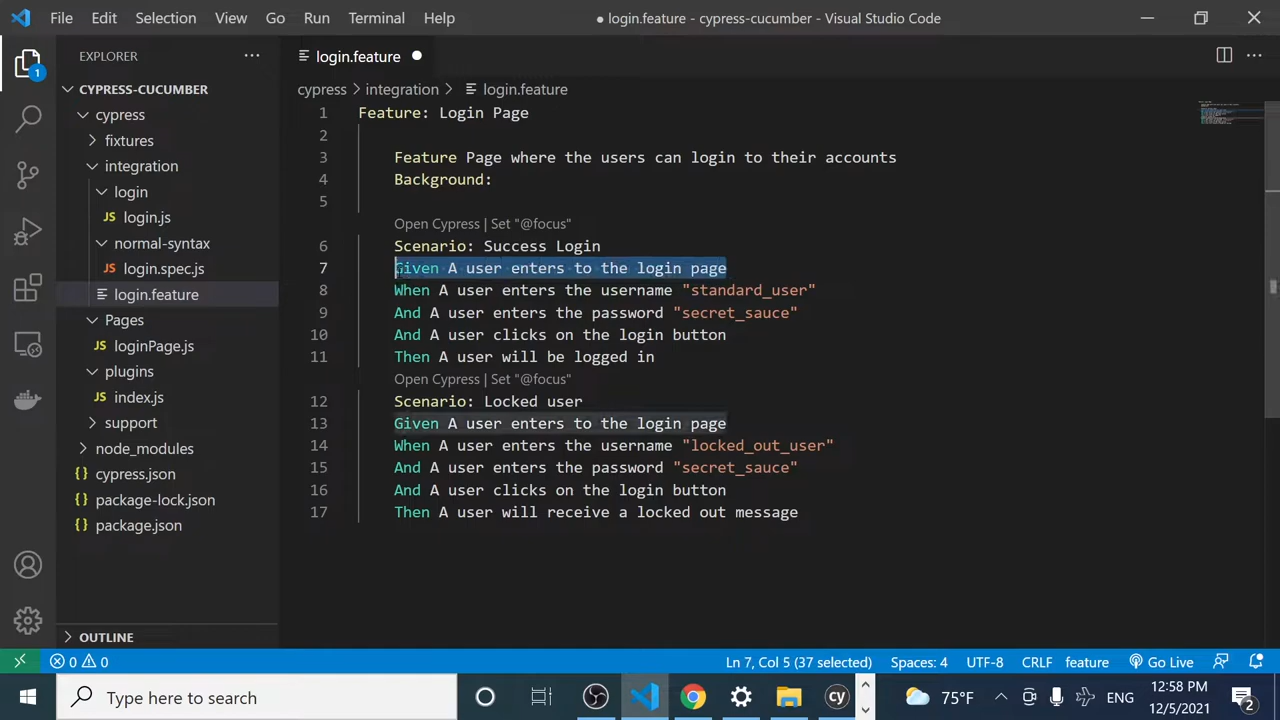 File Edit Selection View Go Run Terminal Help
● login.feature - cypress-cucumber - Visual Studio Code
EXPLORER
login.feature
1
CYPRESS-CUCUMBER
cypress
fixtures
integration
login
JS login.js
normal-syntax
JS login.spec.js
login.feature
Pages
JS loginPage.js
plugins
JS index.js
support
node_modules
{} cypress.json
{} package-lock.json
{} package.json
OUTLINE
cypress > integration > login.feature
1 Feature: Login Page
2
3 Feature Page where the users can login to their accounts
4 Background:
5
Open Cypress | Set "@focus"
6 Scenario: Success Login
7 Given A user enters to the login page
8 When A user enters the username "standard_user"
9 And A user enters the password "secret_sauce"
10 And A user clicks on the login button
11 Then A user will be logged in
Open Cypress | Set "@focus"
12 Scenario: Locked user
13 Given A user enters to the login page
14 When A user enters the username "locked_out_user"
15 And A user enters the password "secret_sauce"
16 And A user clicks on the login button
17 Then A user will receive a locked out message
0 0 Ln 7, Col 5 (37 selected) Spaces: 4 UTF-8 CRLF feature Go Live
Type here to search
cy
75°F
ENG
12:58 PM
12/5/2021
2